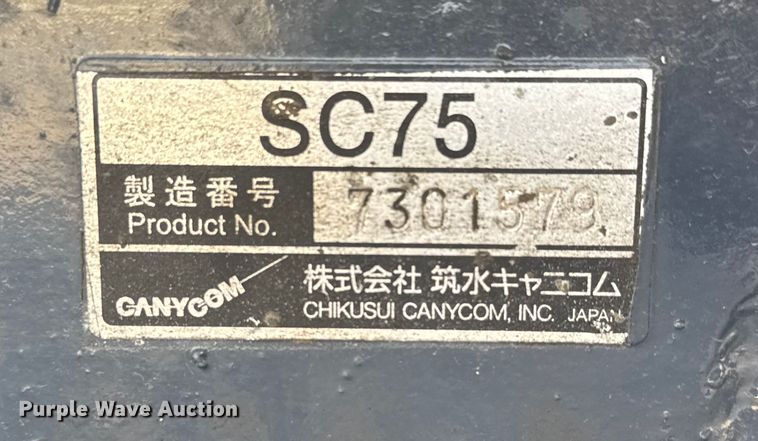 SC75
製造番号
Product No.
7301579
CANYCOM
株式会社 筑水キャニコム
CHIKUSUI CANYCOM, INC. JAPAN
Purple Wave Auction